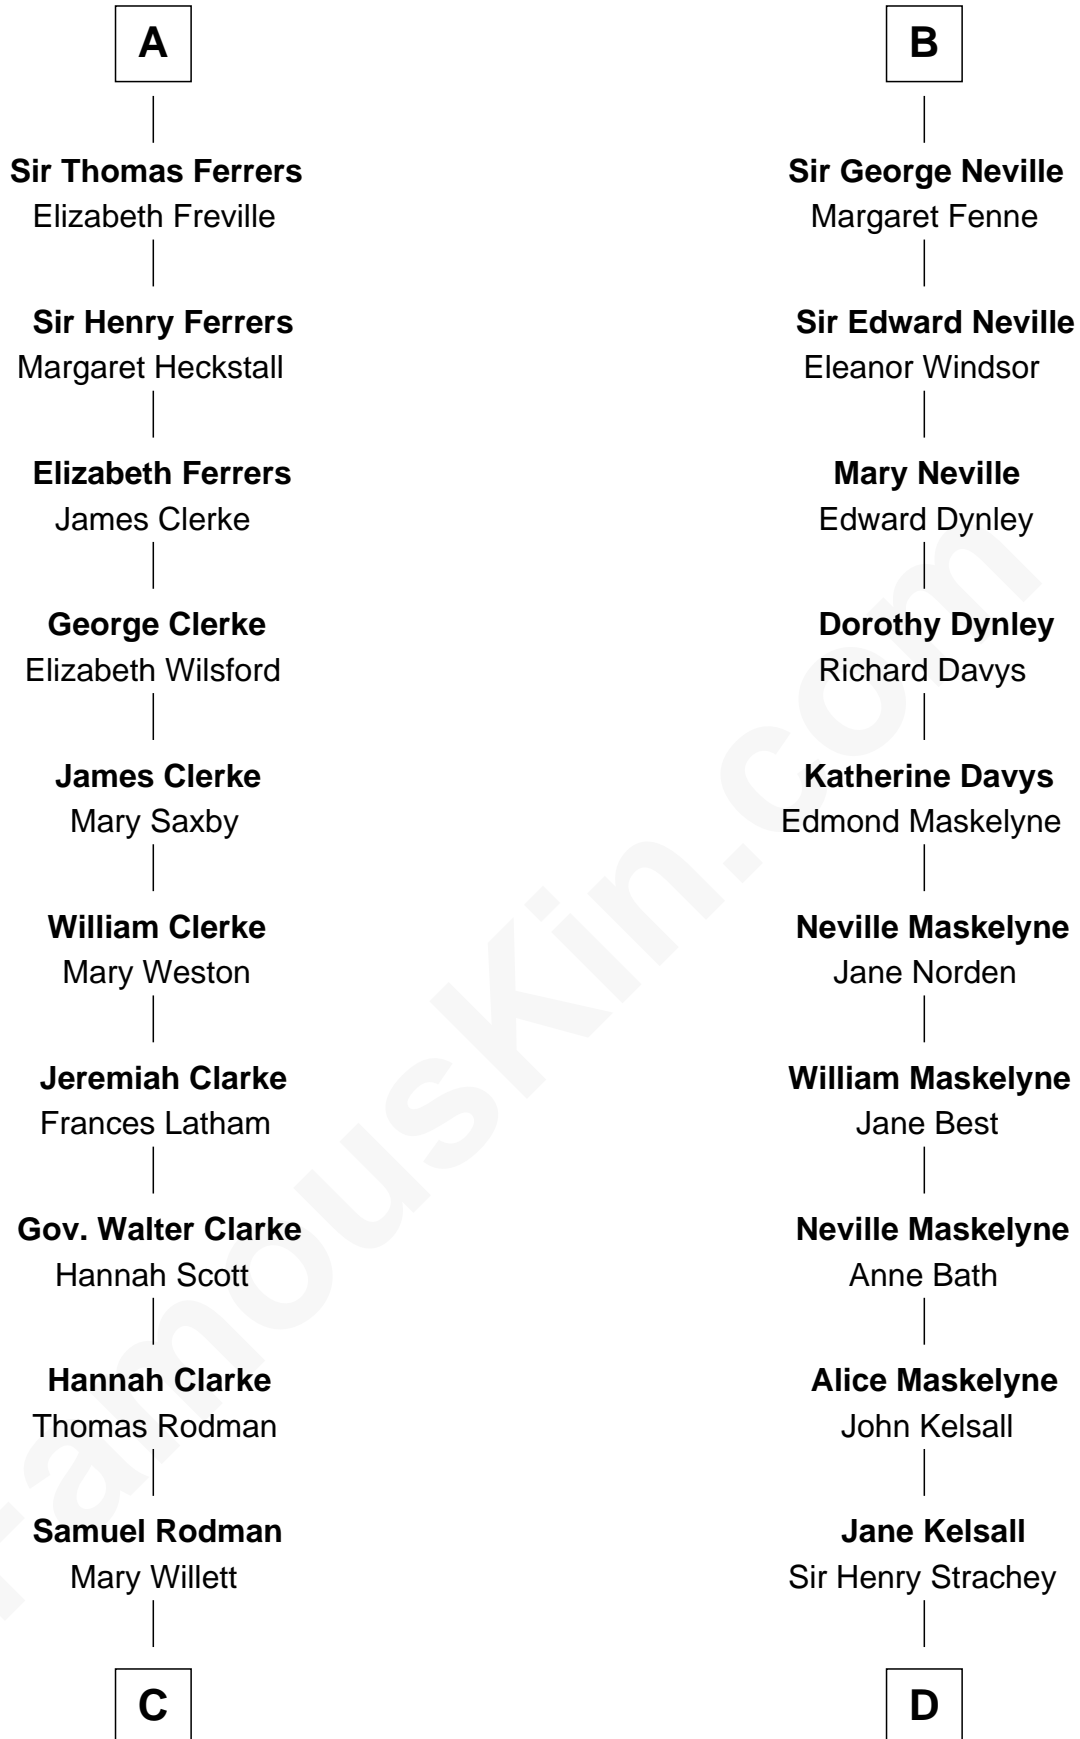 A
Sir Thomas Ferrers
Elizabeth Freville
Sir Henry Ferrers
Margaret Heckstall
Elizabeth Ferrers
James Clerke
George Clerke
Elizabeth Wilsford
James Clerke
Mary Saxby
William Clerke
Mary Weston
Jeremiah Clarke
Frances Latham
Gov. Walter Clarke
Hannah Scott
Hannah Clarke
Thomas Rodman
Samuel Rodman
Mary Willett
C
B
Sir George Neville
Margaret Fenne
Sir Edward Neville
Eleanor Windsor
Mary Neville
Edward Dynley
Dorothy Dynley
Richard Davys
Katherine Davys
Edmond Maskelyne
Neville Maskelyne
Jane Norden
William Maskelyne
Jane Best
Neville Maskelyne
Anne Bath
Alice Maskelyne
John Kelsall
Jane Kelsall
Sir Henry Strachey
D
FamousKin.com